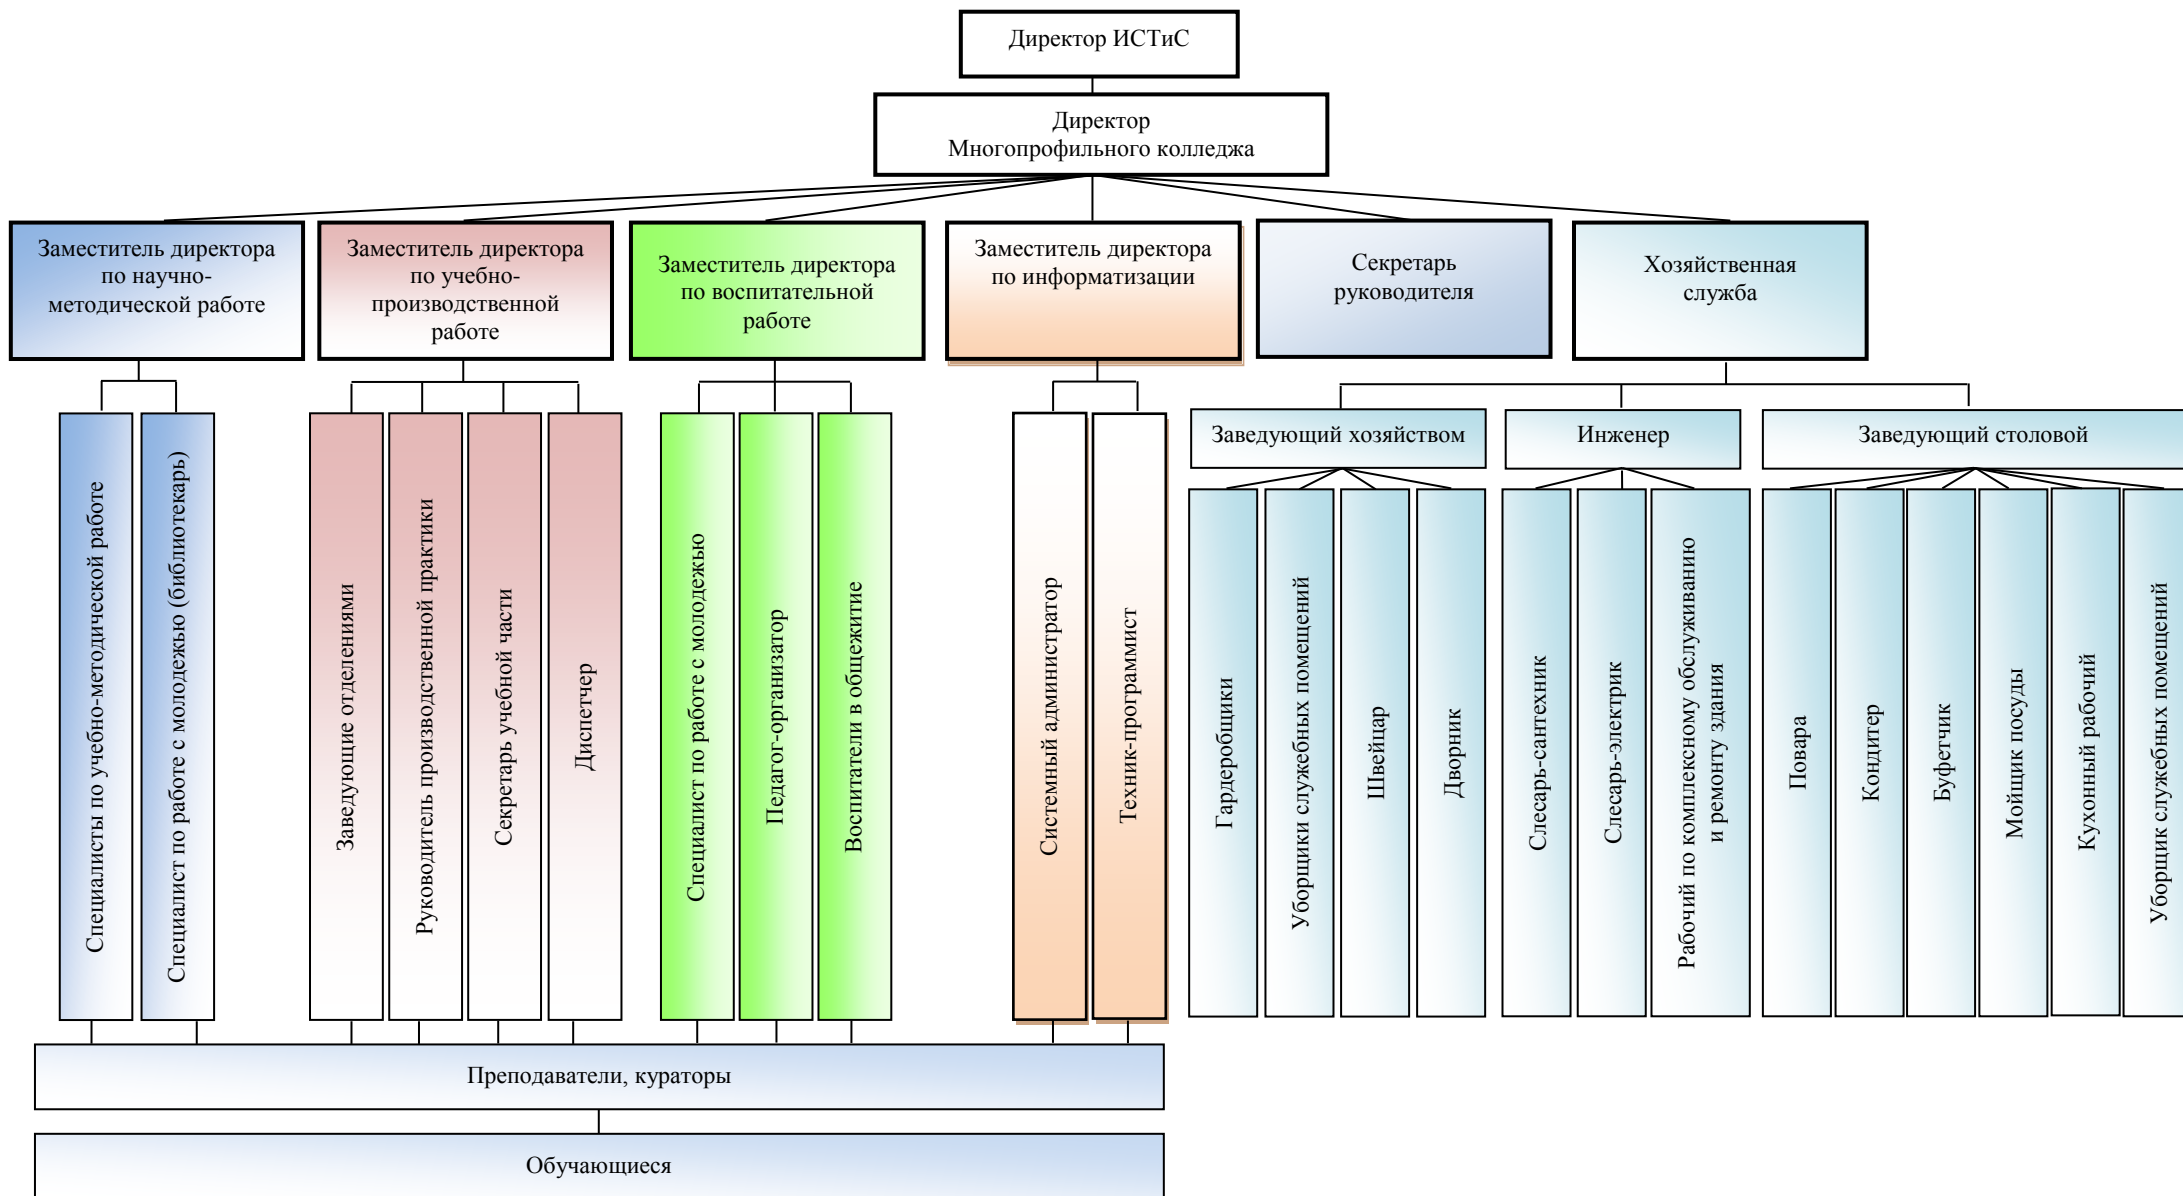 Директор ИСТиС
Директор
Многопрофильного колледжа
Заместитель директора
по научно-
методической работе
Заместитель директора
по учебно-
производственной
работе
Заместитель директора
по воспитательной
работе
Заместитель директора
по информатизации
Секретарь
руководителя
Хозяйственная
служба
Заведующий хозяйством
Инженер
Заведующий столовой
Специалисты по учебно-методической работе
Специалист по работе с молодежью (библиотекарь)
Заведующие отделениями
Руководитель производственной практики
Секретарь учебной части
Диспетчер
Специалист по работе с молодежью
Педагог-организатор
Воспитатели в общежитие
Системный администратор
Техник-программист
Гардеробщики
Уборщики служебных помещений
Швейцар
Дворник
Слесарь-сантехник
Слесарь-электрик
Рабочий по комплексному обслуживанию
и ремонту здания
Повара
Кондитер
Буфетчик
Мойщик посуды
Кухонный рабочий
Уборщик служебных помещений
Преподаватели, кураторы
Обучающиеся